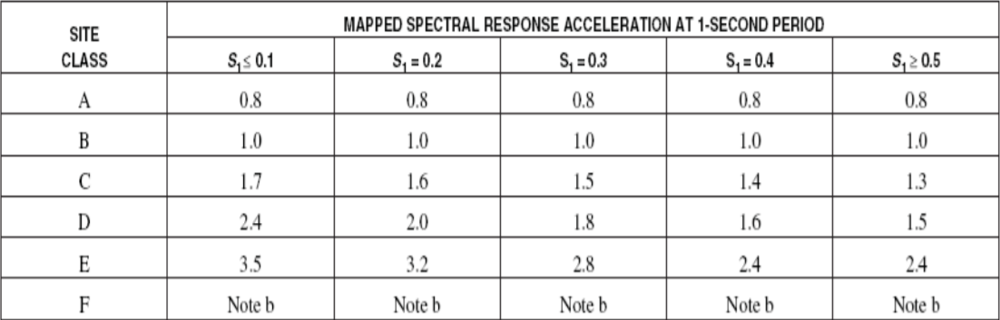 SITE CLASS
MAPPED SPECTRAL RESPONSE ACCELERATION AT 1-SECOND PERIOD
S₁ ≤ 0.1 S₁ = 0.2 S₁ = 0.3 S₁ = 0.4 S₁ ≥ 0.5
A 0.8 0.8 0.8 0.8 0.8
B 1.0 1.0 1.0 1.0 1.0
C 1.7 1.6 1.5 1.4 1.3
D 2.4 2.0 1.8 1.6 1.5
E 3.5 3.2 2.8 2.4 2.4
F Note b Note b Note b Note b Note b